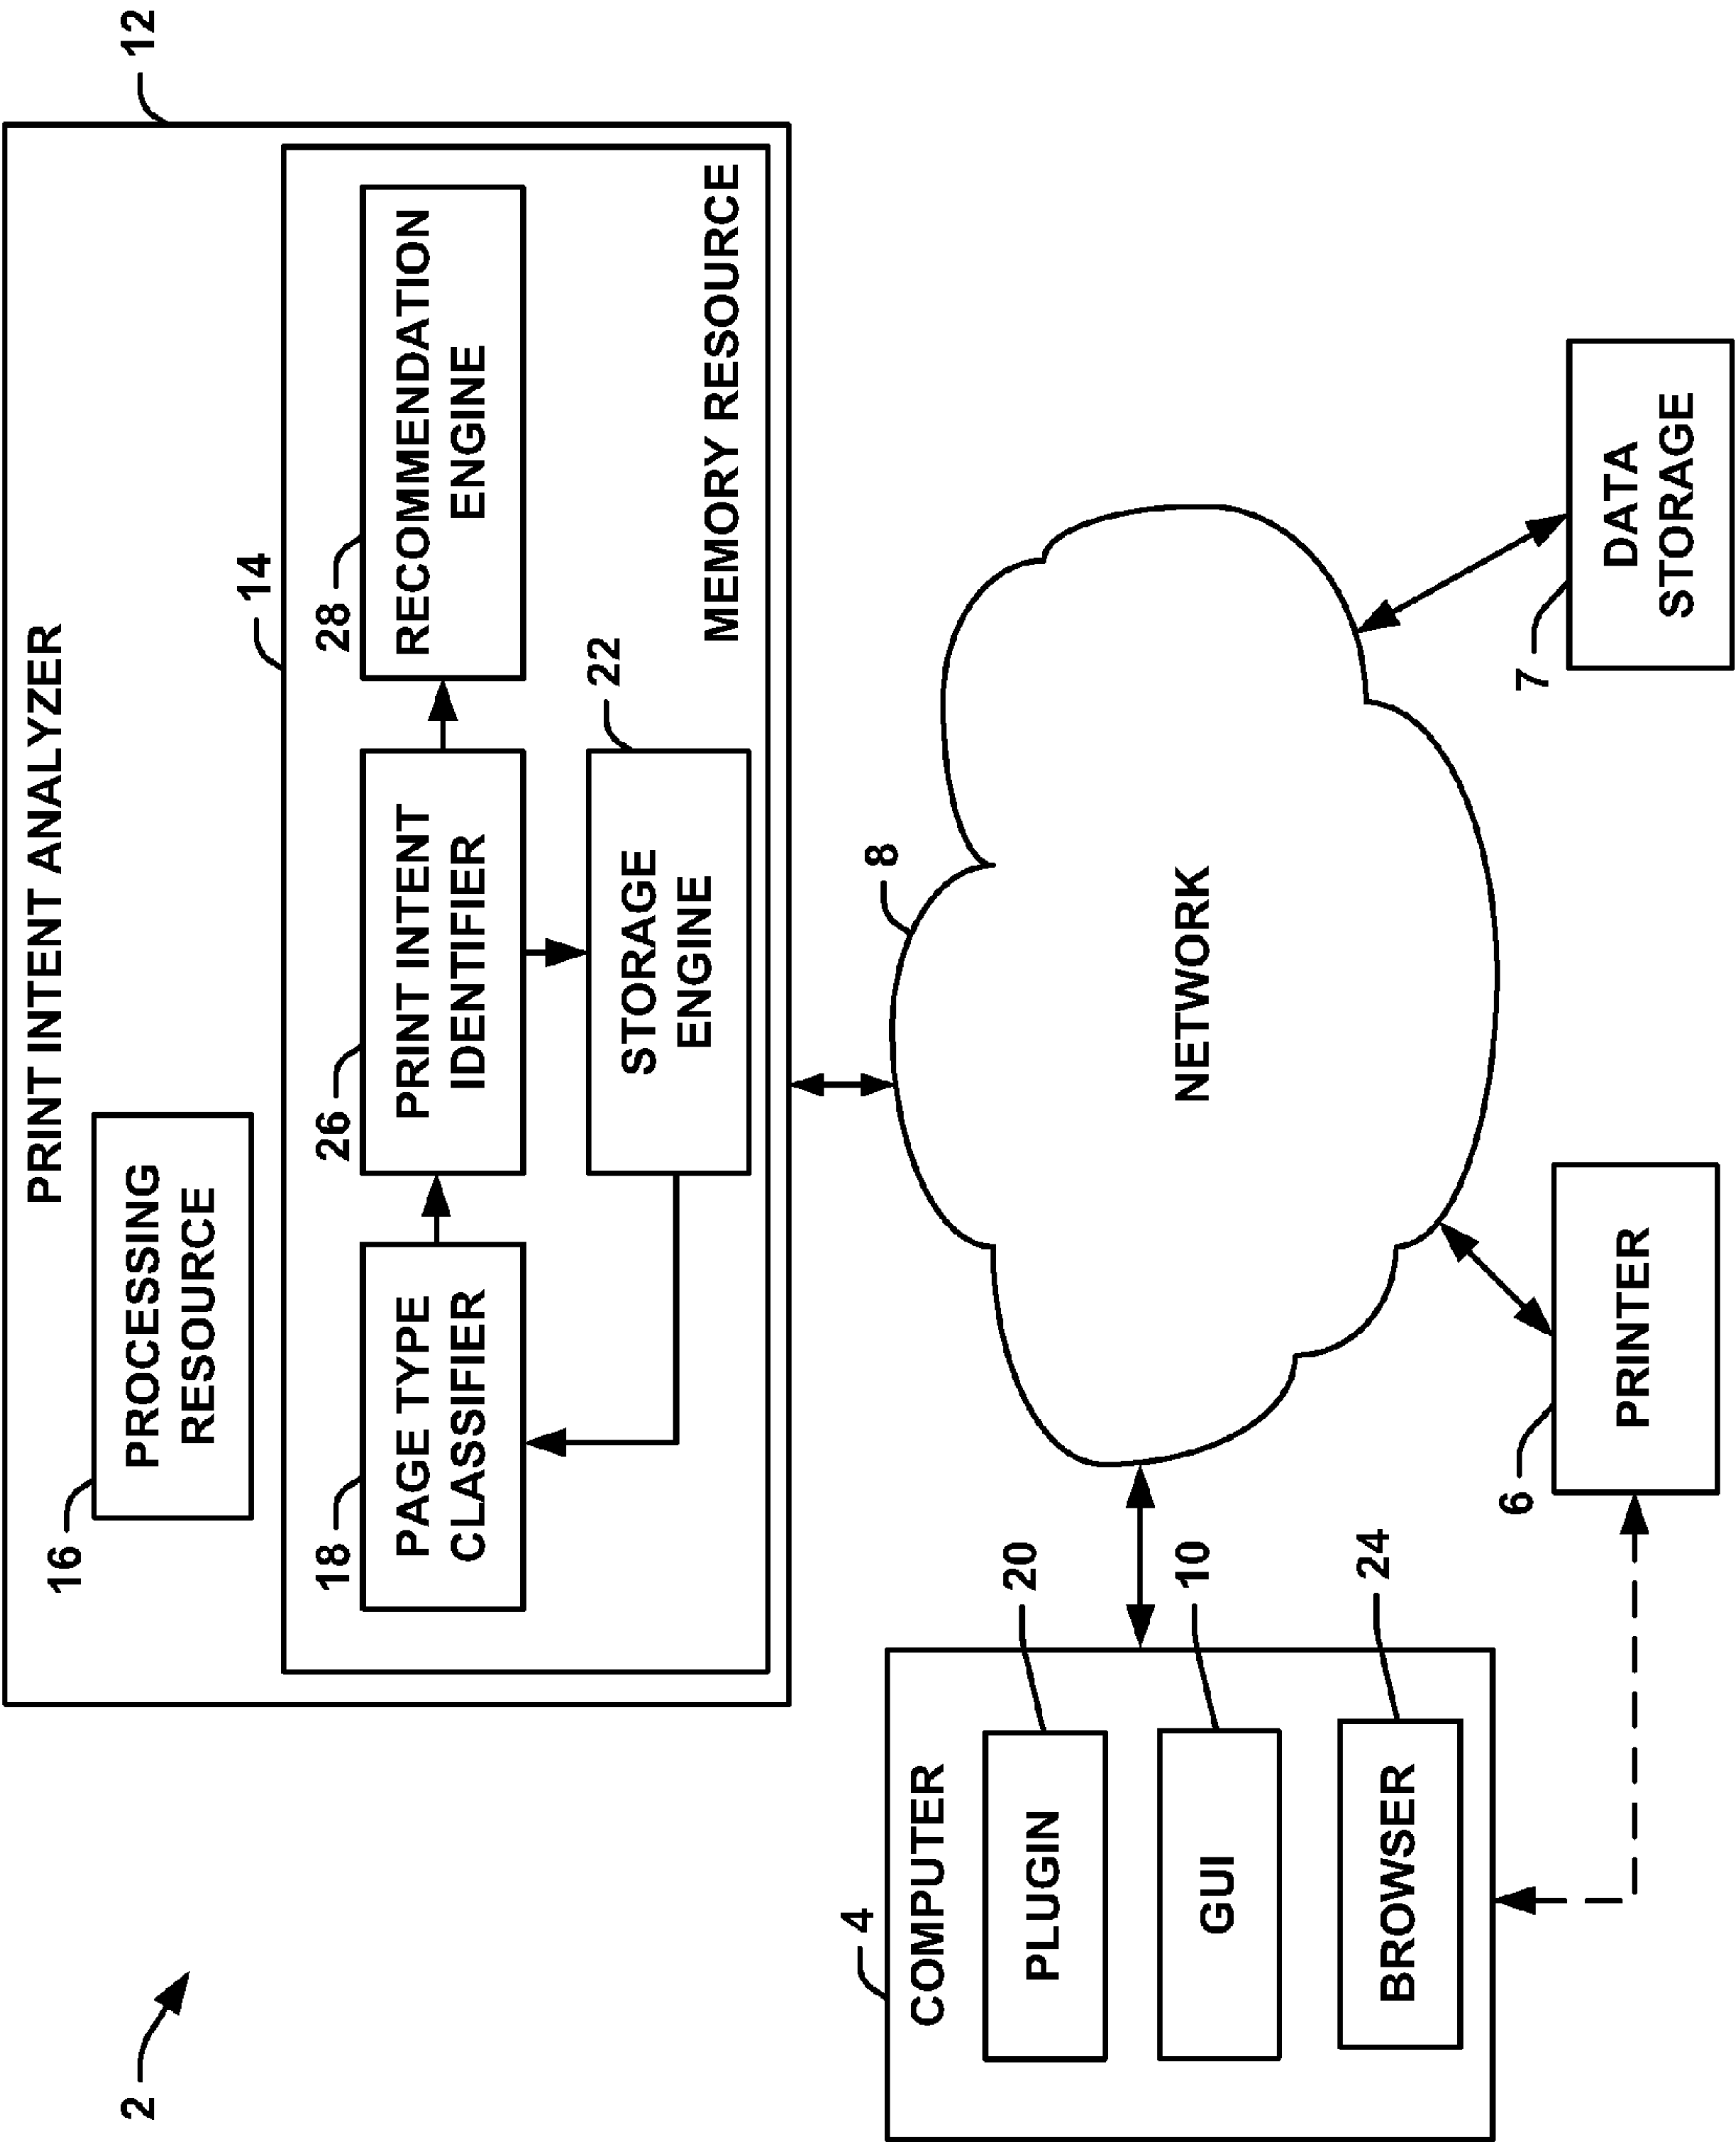 2
PRINT INTENT ANALYZER
12
16
PROCESSING
RESOURCE
14
18
PAGE TYPE
CLASSIFIER
26
PRINT INTENT
IDENTIFIER
28
RECOMMENDATION
ENGINE
22
STORAGE
ENGINE
MEMORY RESOURCE
4
COMPUTER
20
PLUGIN
10
GUI
24
BROWSER
8
NETWORK
6
PRINTER
7
DATA
STORAGE